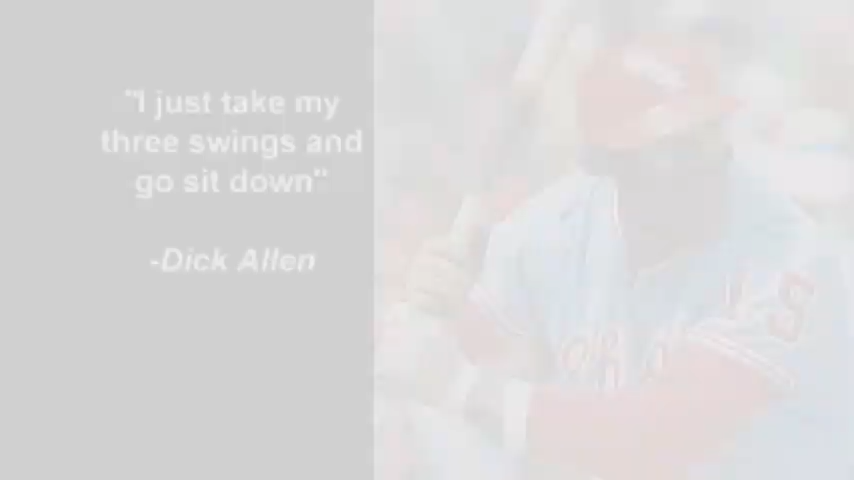 "I just take my
three swings and
go sit down"
-Dick Allen